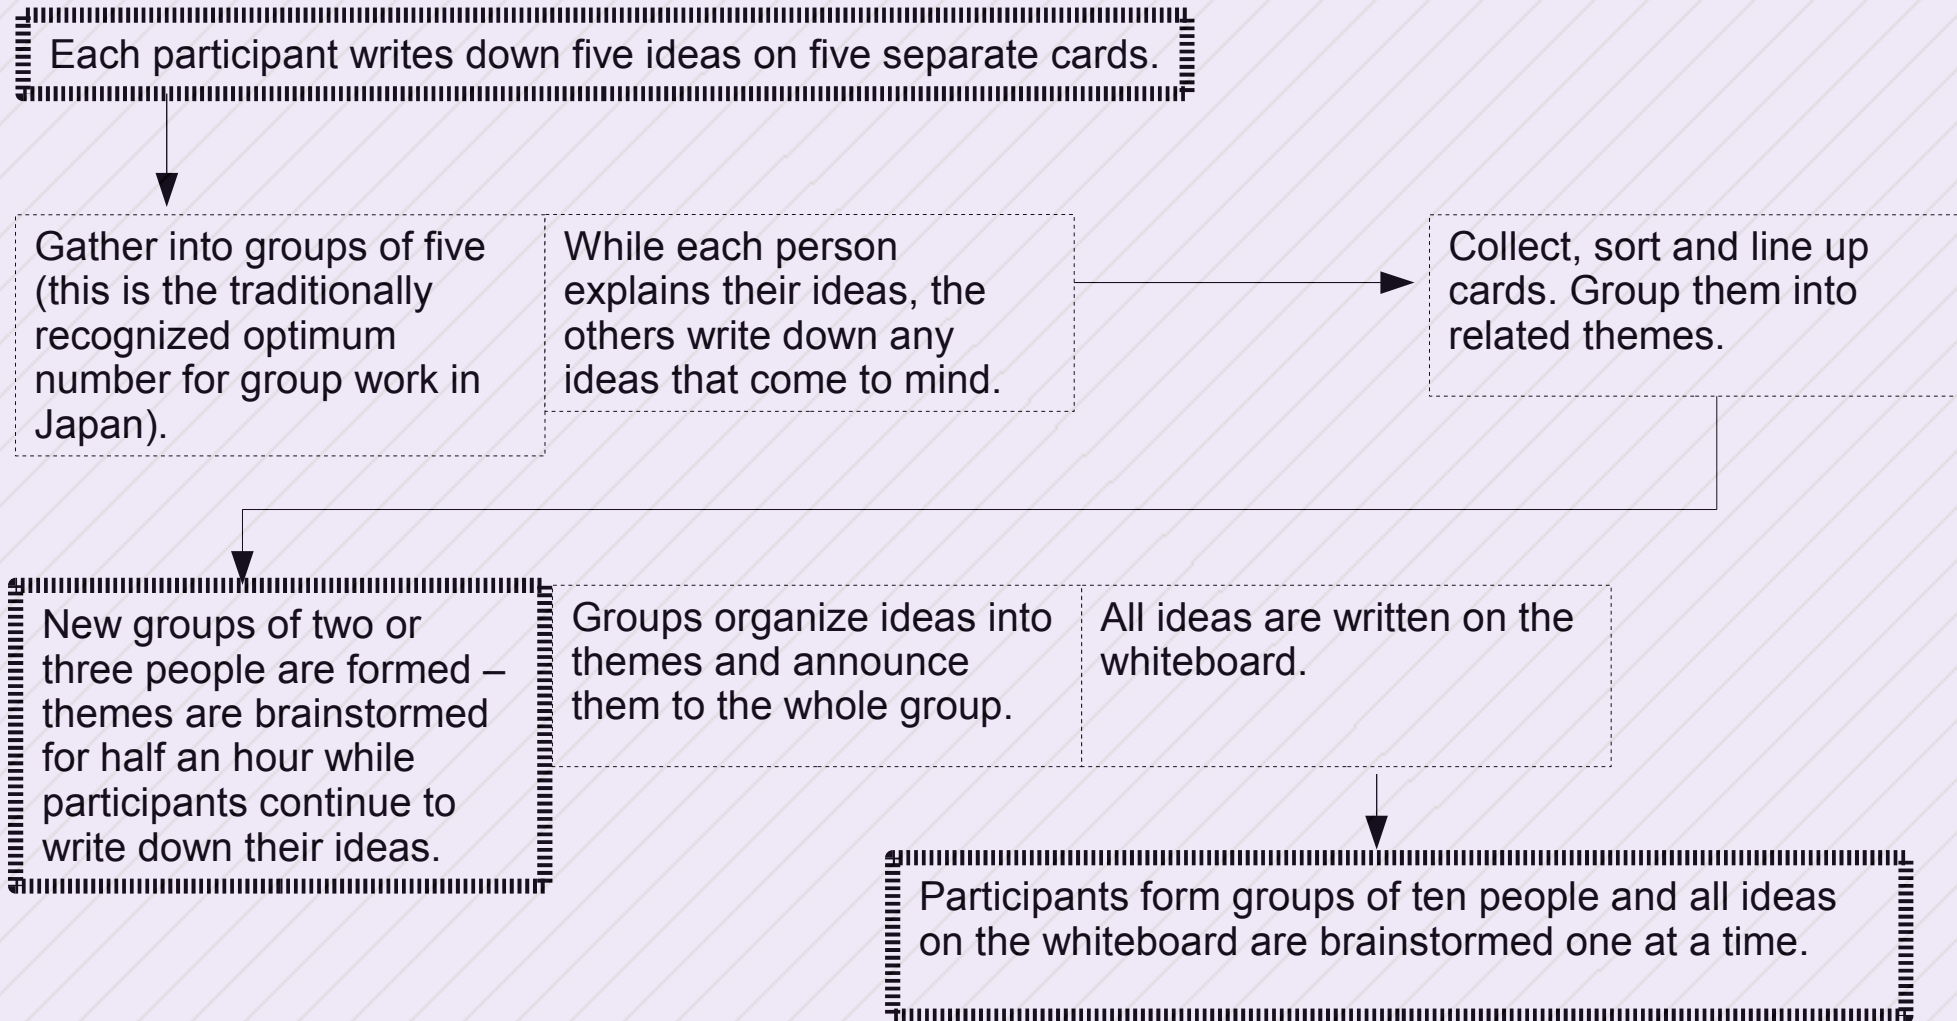 Each participant writes down five ideas on five separate cards.
Gather into groups of five
(this is the traditionally
recognized optimum
number for group work in
Japan).
While each person
explains their ideas, the
others write down any
ideas that come to mind.
Collect, sort and line up
cards. Group them into
related themes.
New groups of two or
three people are formed –
themes are brainstormed
for half an hour while
participants continue to
write down their ideas.
Groups organize ideas into
themes and announce
them to the whole group.
All ideas are written on the
whiteboard.
Participants form groups of ten people and all ideas
on the whiteboard are brainstormed one at a time.